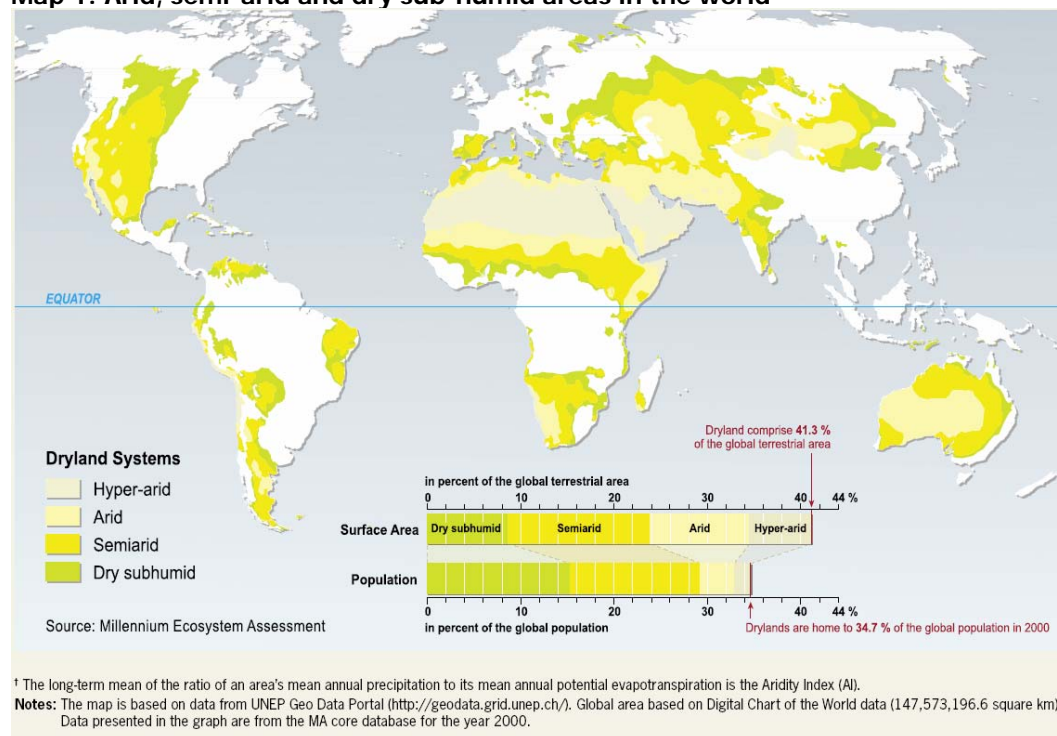 Map 1: Arid, semi-arid and dry sub-humid areas in the world
EQUATOR
Dryland Systems
Hyper-arid
Arid
Semiarid
Dry subhumid
Source: Millennium Ecosystem Assessment
Dryland comprise 41.3 %
of the global terrestrial area
in percent of the global terrestrial area
0 10 20 30 40 44 %
Surface Area Dry subhumid Semiarid Arid Hyper-arid
Population
0 10 20 30 40 44 %
in percent of the global population
Drylands are home to 34.7 % of the global population in 2000
† The long-term mean of the ratio of an area's mean annual precipitation to its mean annual potential evapotranspiration is the Aridity Index (AI).
Notes: The map is based on data from UNEP Geo Data Portal (http://geodata.grid.unep.ch/). Global area based on Digital Chart of the World data (147,573,196.6 square km)
Data presented in the graph are from the MA core database for the year 2000.